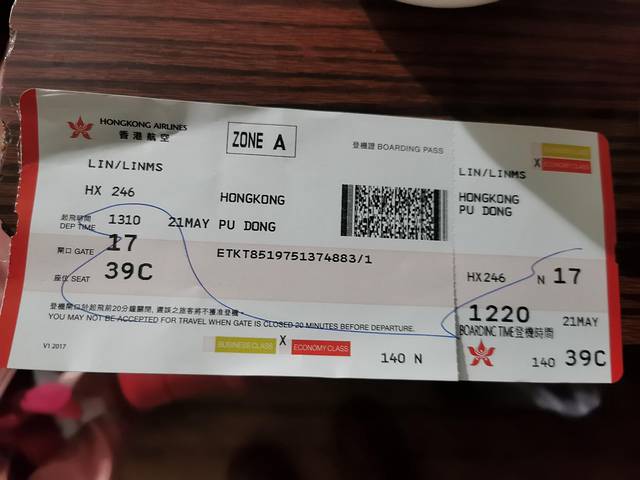 HONGKONG AIRLINES
香港航空
ZONE A
登機證 BOARDING PASS
LIN/LINMS
HX 246
HONGKONG
起飛時間
DEP TIME 1310 21MAY PU DONG
閘口 GATE 17
ETKT8519751374883/1
座位 SEAT 39C
登機閘口於起飛前20分鐘關閉，遲誤之旅客將不獲准登機。
YOU MAY NOT BE ACCEPTED FOR TRAVEL WHEN GATE IS CLOSED 20 MINUTES BEFORE DEPARTURE.
V1.2017
BUSINESS CLASS X ECONOMY CLASS
140 N
X ECONOMY CLASS
LIN/LINMS
HONGKONG
PU DONG
HX246 N 17
1220 21MAY
BOARDING TIME登機時間
140 39C